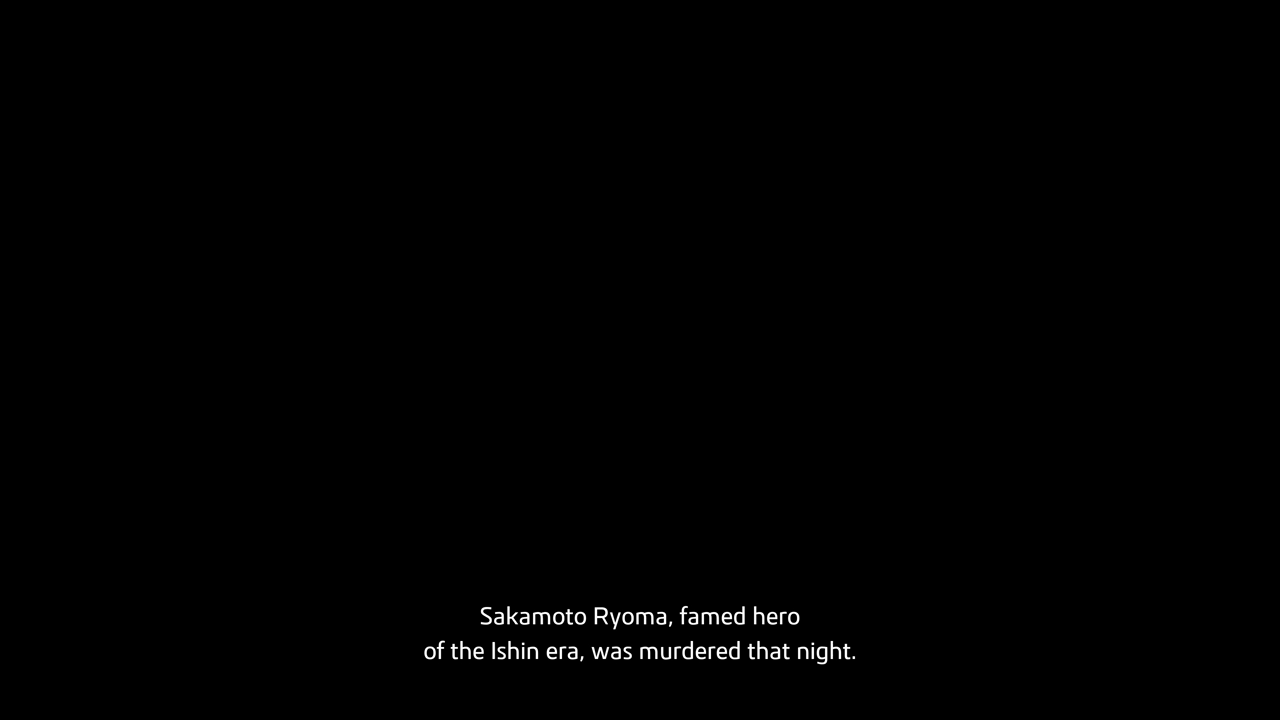 Sakamoto Ryoma, famed hero
of the Ishin era, was murdered that night.